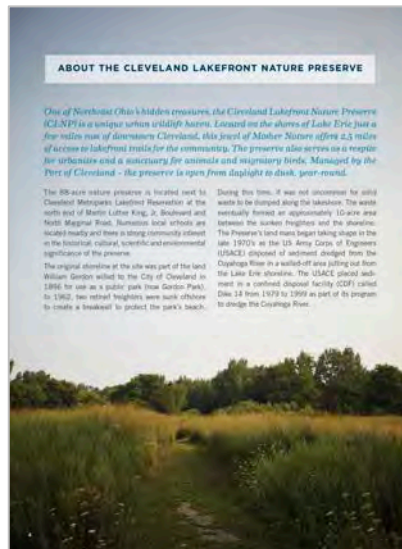 ABOUT THE CLEVELAND LAKEFRONT NATURE PRESERVE
One of Northeast Ohio's hidden treasures, the Cleveland Lakefront Nature Preserve
(CLNP) is a unique urban wildlife haven. Located on the shores of Lake Erie just a
few miles east of downtown Cleveland, this jewel of Mother Nature offers 2.5 miles
of access to lakefront trails for the community. The preserve also serves as a respite
for urbanites and a sanctuary for animals and migratory birds. Managed by the
Port of Cleveland – the preserve is open from daylight to dusk, year-round.
The 88-acre nature preserve is located next to
Cleveland Metroparks Lakefront Reservation at the
north end of Martin Luther King, Jr. Boulevard and
North Marginal Road. Numerous local schools are
located nearby and there is strong community interest
in the historical, cultural, scientific and environmental
significance of the preserve.
The original shoreline at the site was part of the land
William Gordon willed to the City of Cleveland in
1896 for use as a public park (now Gordon Park).
In 1962, two retired freighters were sunk offshore
to create a breakwall to protect the park's beach.
During this time, it was not uncommon for solid
waste to be dumped along the lakeshore. The waste
eventually formed an approximately 10-acre area
between the sunken freighters and the shoreline.
The Preserve's land mass began taking shape in the
late 1970's as the US Army Corps of Engineers
(USACE) disposed of sediment dredged from the
Cuyahoga River in a walled-off area jutting out from
the Lake Erie shoreline. The USACE placed sedi-
ment in a confined disposal facility (CDF) called
Dike 14 from 1979 to 1999 as part of its program
to dredge the Cuyahoga River.